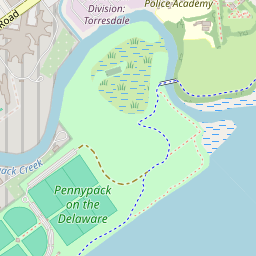 Police Academy
Division:
Torresdale
Road
ack Creek
Pennypack
on the
Delaware